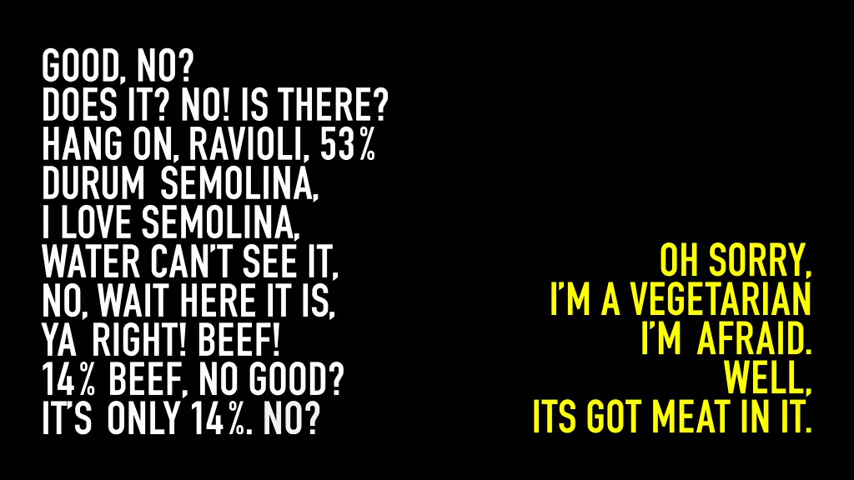 GOOD, NO?
DOES IT? NO! IS THERE?
HANG ON, RAVIOLI, 53%
DURUM SEMOLINA,
I LOVE SEMOLINA,
WATER CAN'T SEE IT,
NO, WAIT HERE IT IS,
YA RIGHT! BEEF!
14% BEEF, NO GOOD?
IT'S ONLY 14%. NO?
OH SORRY,
I'M A VEGETARIAN
I'M AFRAID.
WELL,
ITS GOT MEAT IN IT.